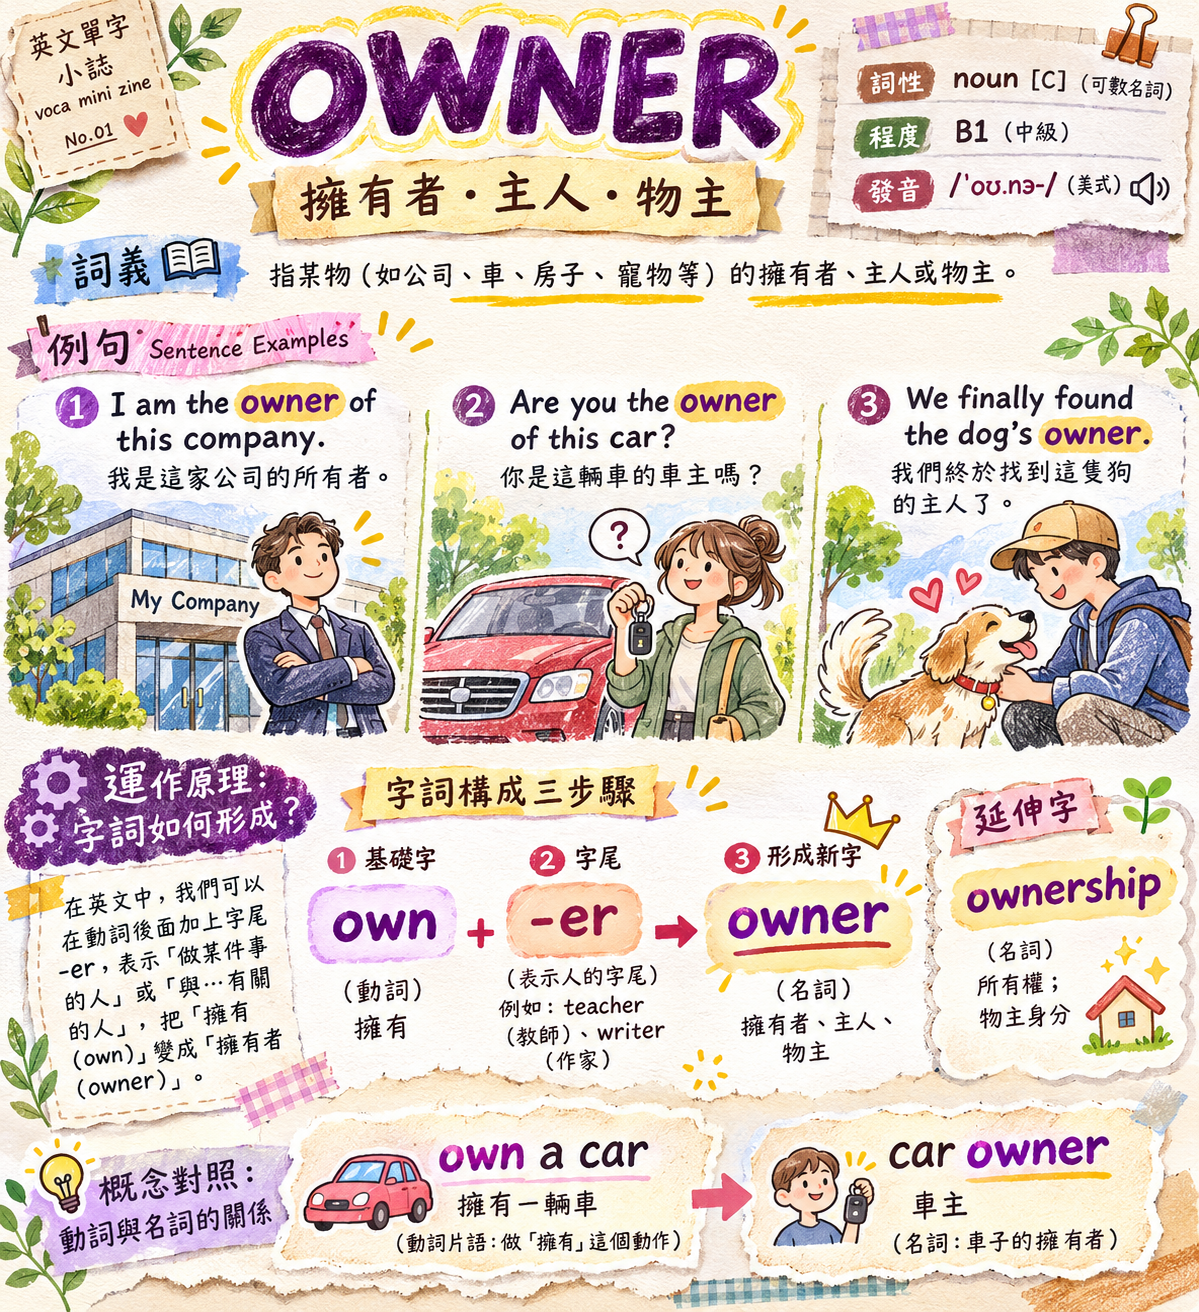 英文單字
小誌
voca mini zine
No.01
OWNER
擁有者・主人・物主
詞性 noun [C] (可數名詞)
程度 B1 (中級)
發音 /ˈoʊ.nɚ/ (美式)
詞義
指某物（如公司、車、房子、寵物等）的擁有者、主人或物主。
例句 Sentence Examples
1 I am the owner of
this company.
我是這家公司的所有者。
My Company
2 Are you the owner
of this car?
你是這輛車的車主嗎？
?
3 We finally found
the dog's owner.
我們終於找到這隻狗
的主人了。
運作原理：
字詞如何形成？
在英文中，我們可以
在動詞後面加上字尾
-er，表示「做某件事
的人」或「與…有關
的人」，把「擁有
(own)」變成「擁有者
(owner)」。
字詞構成三步驟
1 基礎字
own
（動詞）
擁有
+
2 字尾
-er
（表示人的字尾）
例如：teacher
（教師）、writer
（作家）
3 形成新字
owner
（名詞）
擁有者、主人、
物主
延伸字
ownership
（名詞）
所有權；
物主身分
概念對照：
動詞與名詞的關係
own a car
擁有一輛車
（動詞片語：做「擁有」這個動作）
car owner
車主
（名詞：車子的擁有者）